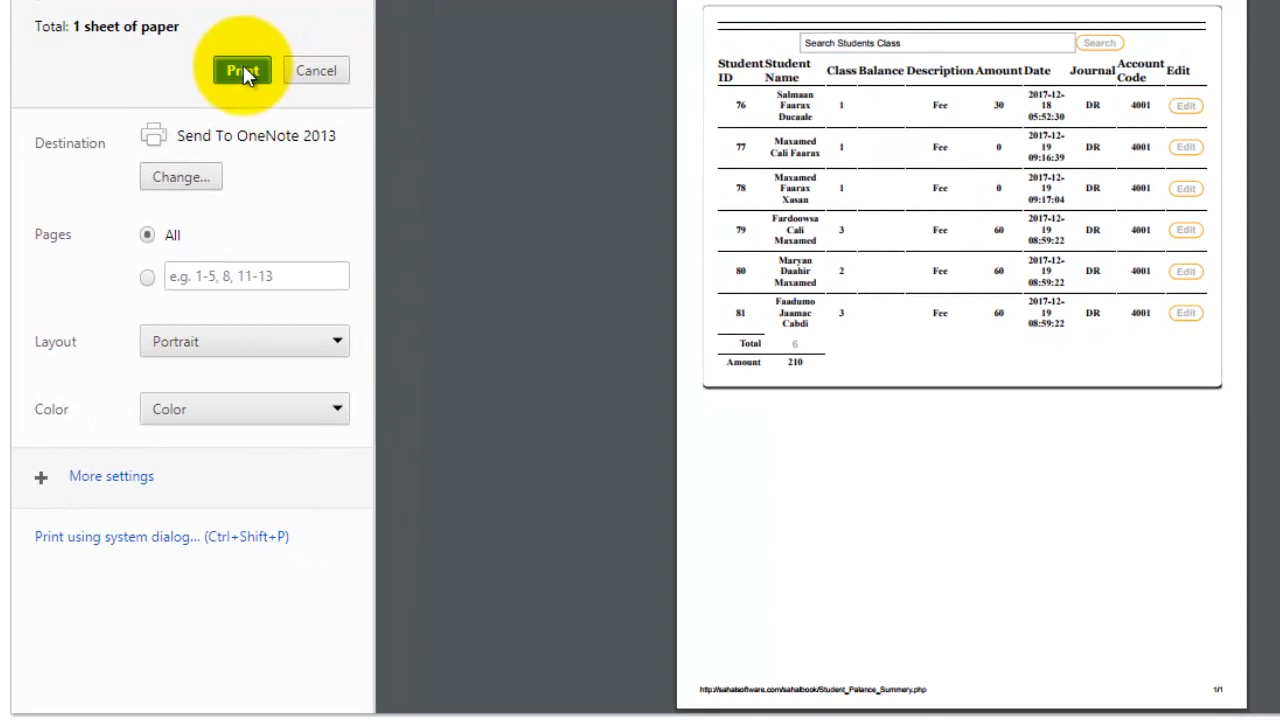 Total: 1 sheet of paper
Print Cancel
Destination Send To OneNote 2013
Change...
Pages All
e.g. 1-5, 8, 11-13
Layout Portrait
Color Color
More settings
Print using system dialog... (Ctrl+Shift+P)
Search Students Class Search
Student ID Student Name Class Balance Description Amount Date Journal Account Code Edit
76 Salmaan Faarax Ducaale 1 Fee 30 2017-12-18 05:52:30 DR 4001 Edit
77 Maxamed Cali Faarax 1 Fee 0 2017-12-19 09:16:39 DR 4001 Edit
78 Maxamed Faarax Xasan 1 Fee 0 2017-12-19 09:17:04 DR 4001 Edit
79 Fardoowsa Cali Maxamed 3 Fee 60 2017-12-19 08:59:22 DR 4001 Edit
80 Maryan Daahir Maxamed 2 Fee 60 2017-12-19 08:59:22 DR 4001 Edit
81 Faadumo Jaamac Cabdi 3 Fee 60 2017-12-19 08:59:22 DR 4001 Edit
Total 6
Amount 210
http://sahalsoftware.com/sahalbook/Student_Palance_Summery.php 1/1